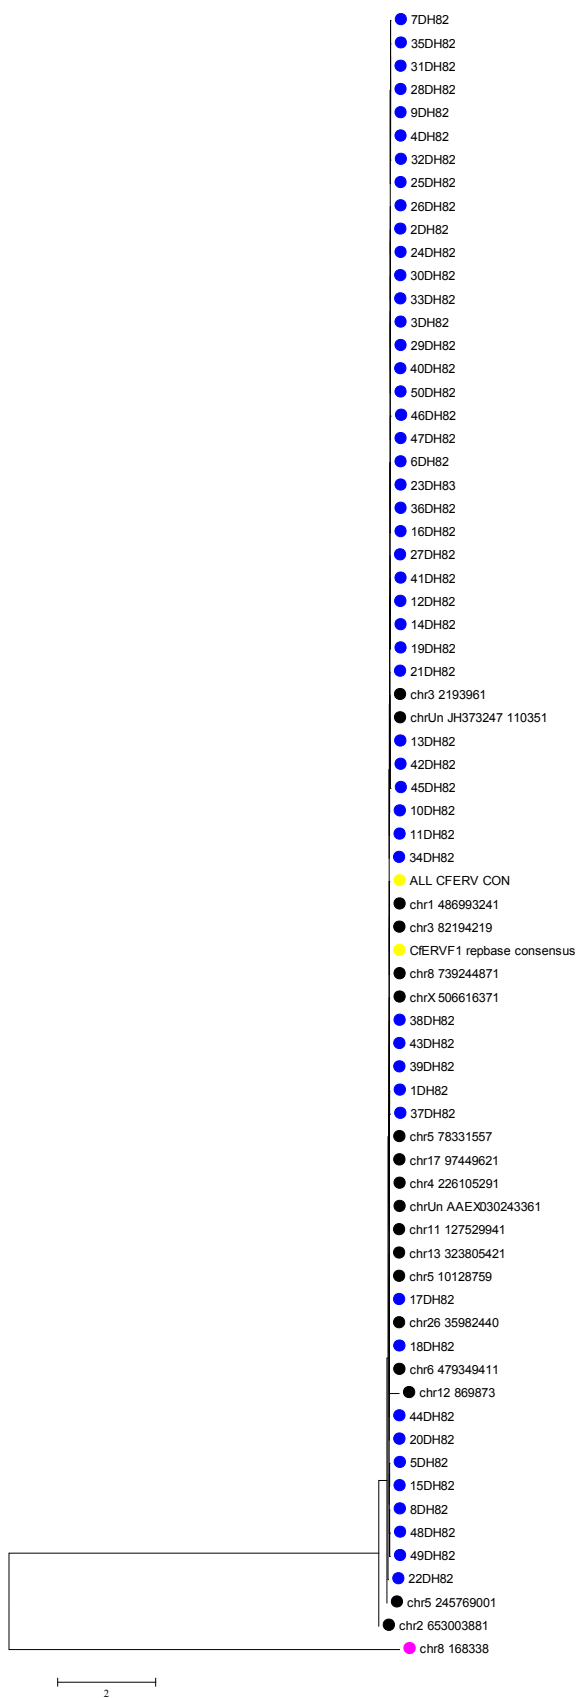 7DH82
35DH82
31DH82
28DH82
9DH82
4DH82
32DH82
25DH82
26DH82
2DH82
24DH82
30DH82
33DH82
3DH82
29DH82
40DH82
50DH82
46DH82
47DH82
6DH82
23DH83
36DH82
16DH82
27DH82
41DH82
12DH82
14DH82
19DH82
21DH82
chr3 2193961
chrUn JH373247 110351
13DH82
42DH82
45DH82
10DH82
11DH82
34DH82
ALL CFERV CON
chr1 486993241
chr3 82194219
CfERVF1 repbase consensus
chr8 739244871
chrX 506616371
38DH82
43DH82
39DH82
1DH82
37DH82
chr5 78331557
chr17 97449621
chr4 226105291
chrUn AAEX030243361
chr11 127529941
chr13 323805421
chr5 10128759
17DH82
chr26 35982440
18DH82
chr6 479349411
chr12 869873
44DH82
20DH82
5DH82
15DH82
8DH82
48DH82
49DH82
22DH82
chr5 245769001
chr2 653003881
chr8 168338
2